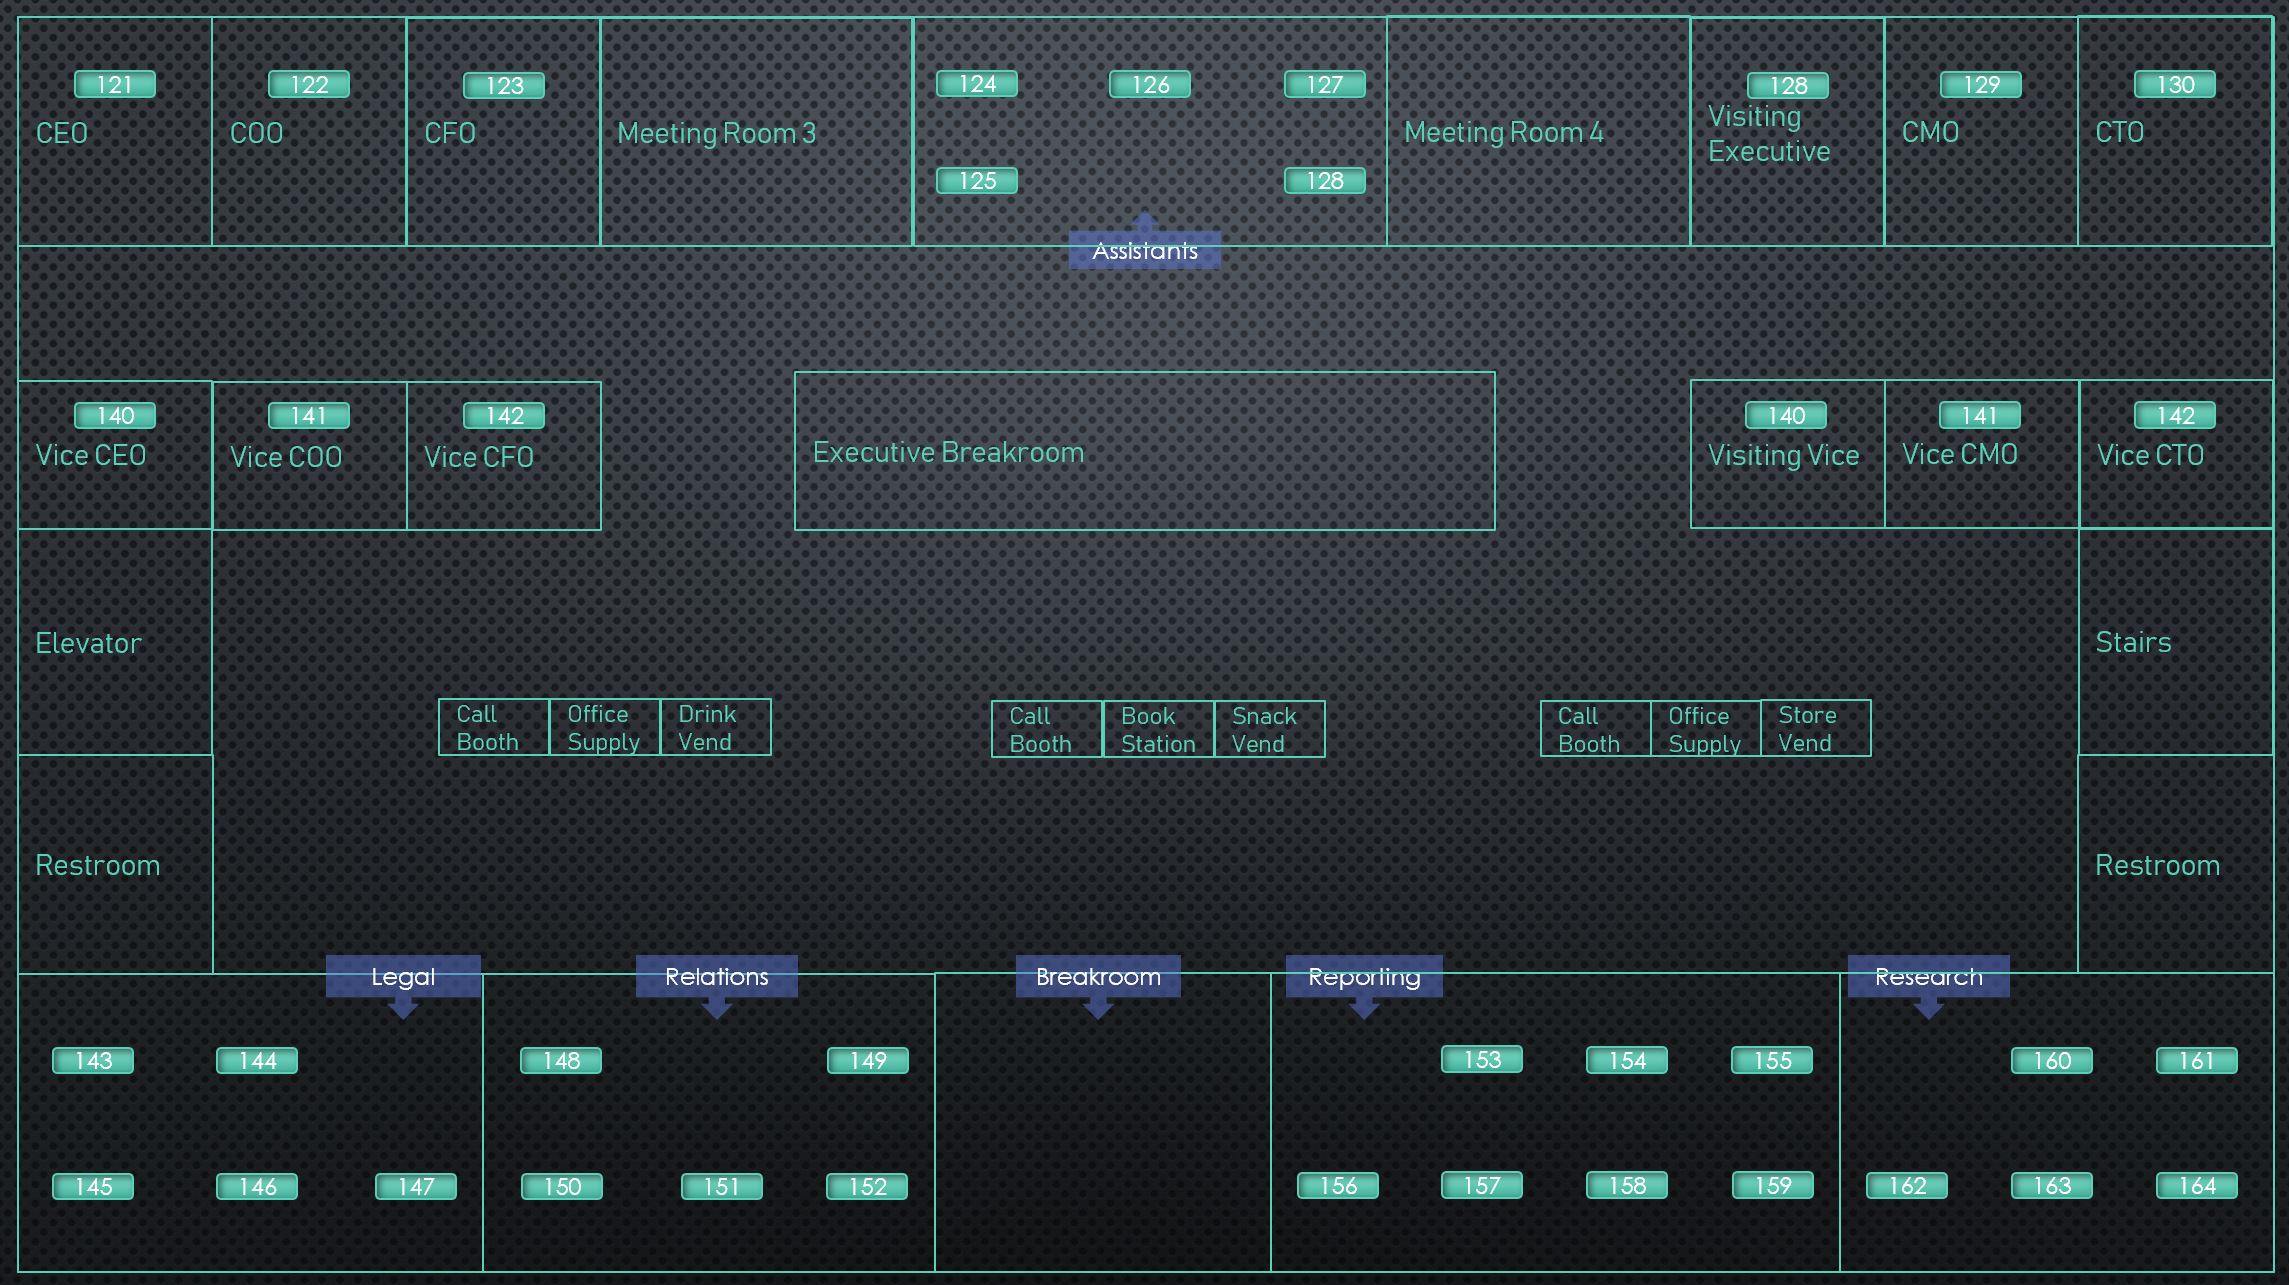 121
122
123
124
126
127
128
129
130
CEO
COO
CFO
Meeting Room 3
Meeting Room 4
Visiting
Executive
CMO
CTO
125
128
Assistants
140
141
142
140
141
142
Vice CEO
Vice COO
Vice CFO
Executive Breakroom
Visiting Vice
Vice CMO
Vice CTO
Elevator
Stairs
Call
Booth
Office
Supply
Drink
Vend
Call
Booth
Book
Station
Snack
Vend
Call
Booth
Office
Supply
Store
Vend
Restroom
Restroom
Legal
Relations
Breakroom
Reporting
Research
143
144
148
149
153
154
155
160
161
145
146
147
150
151
152
156
157
158
159
162
163
164